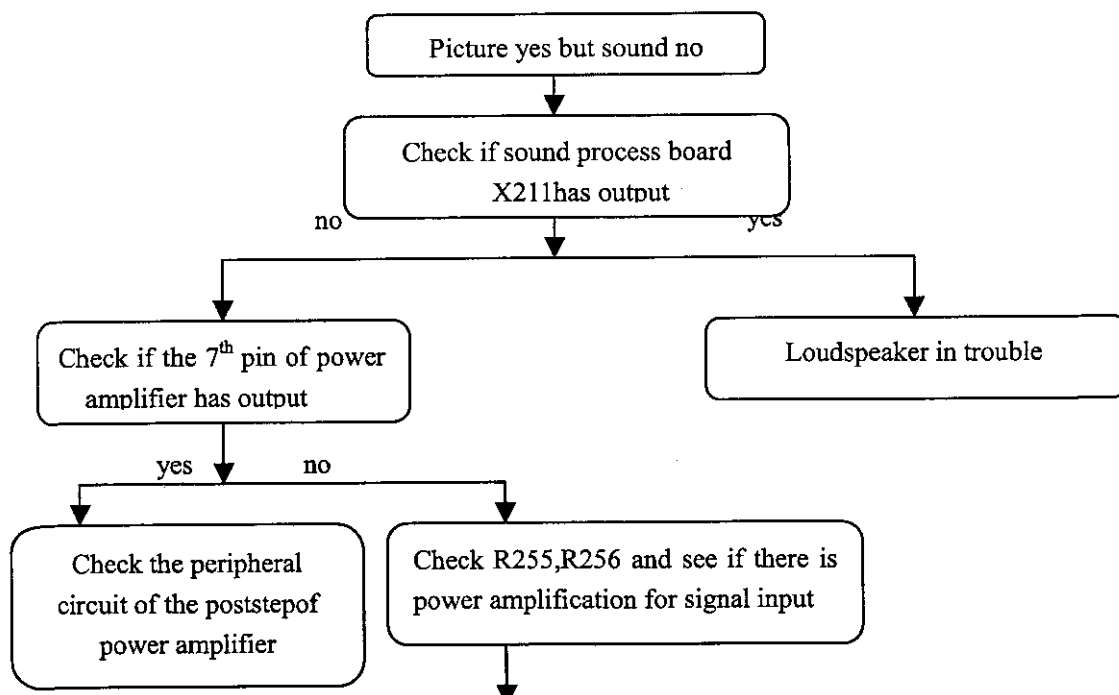 Picture yes but sound no
Check if sound process board
X211has output
no
yes
Check if the 7th pin of power
amplifier has output
Loudspeaker in trouble
yes
no
Check the peripheral
circuit of the poststepof
power amplifier
Check R255,R256 and see if there is
power amplification for signal input